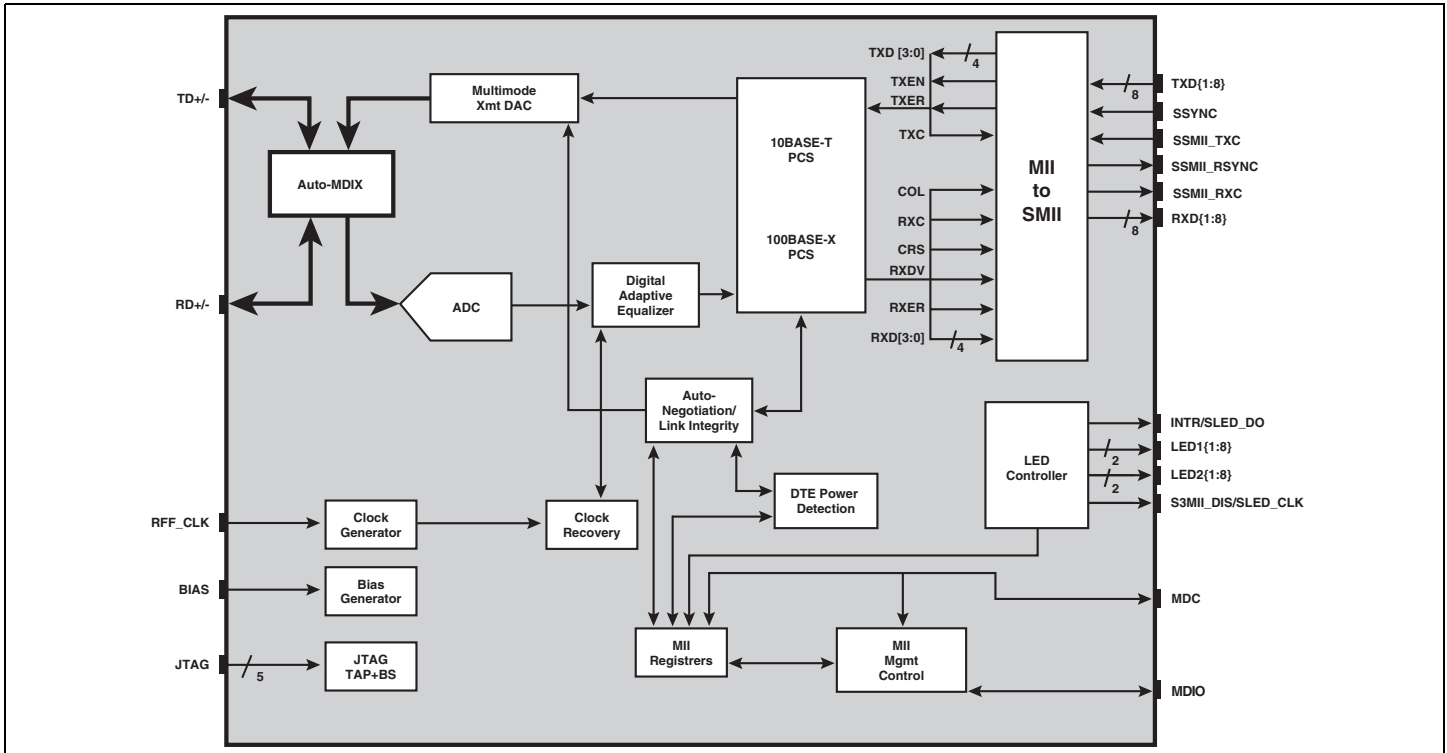 TD+/-
RD+/-
RFF_CLK
BIAS
JTAG
5
Auto-MDIX
Multimode
Xmt DAC
ADC
Digital
Adaptive
Equalizer
10BASE-T
PCS
100BASE-X
PCS
Auto-
Negotiation/
Link Integrity
DTE Power
Detection
Clock
Generator
Clock
Recovery
Bias
Generator
JTAG
TAP+BS
MII
Registrers
MII
Mgmt
Control
TXD [3:0]
4
TXEN
TXER
TXC
COL
RXC
CRS
RXDV
RXER
RXD[3:0]
4
MII
to
SMII
LED
Controller
TXD{1:8}
8
SSYNC
SSMII_TXC
SSMII_RSYNC
SSMII_RXC
RXD{1:8}
8
INTR/SLED_DO
LED1{1:8}
2
LED2{1:8}
2
S3MII_DIS/SLED_CLK
MDC
MDIO